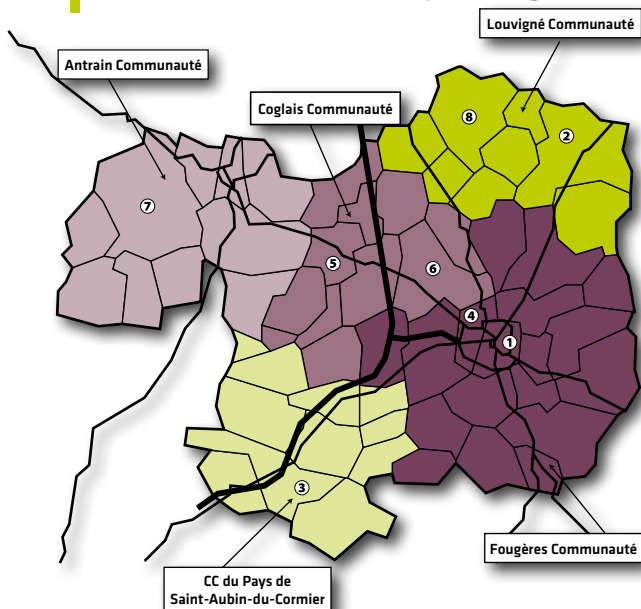 Louvigné Communauté
Antrain Communauté
Coglais Communauté
8
2
7
5
6
4
1
3
Fougères Communauté
CC du Pays de
Saint-Aubin-du-Cormier